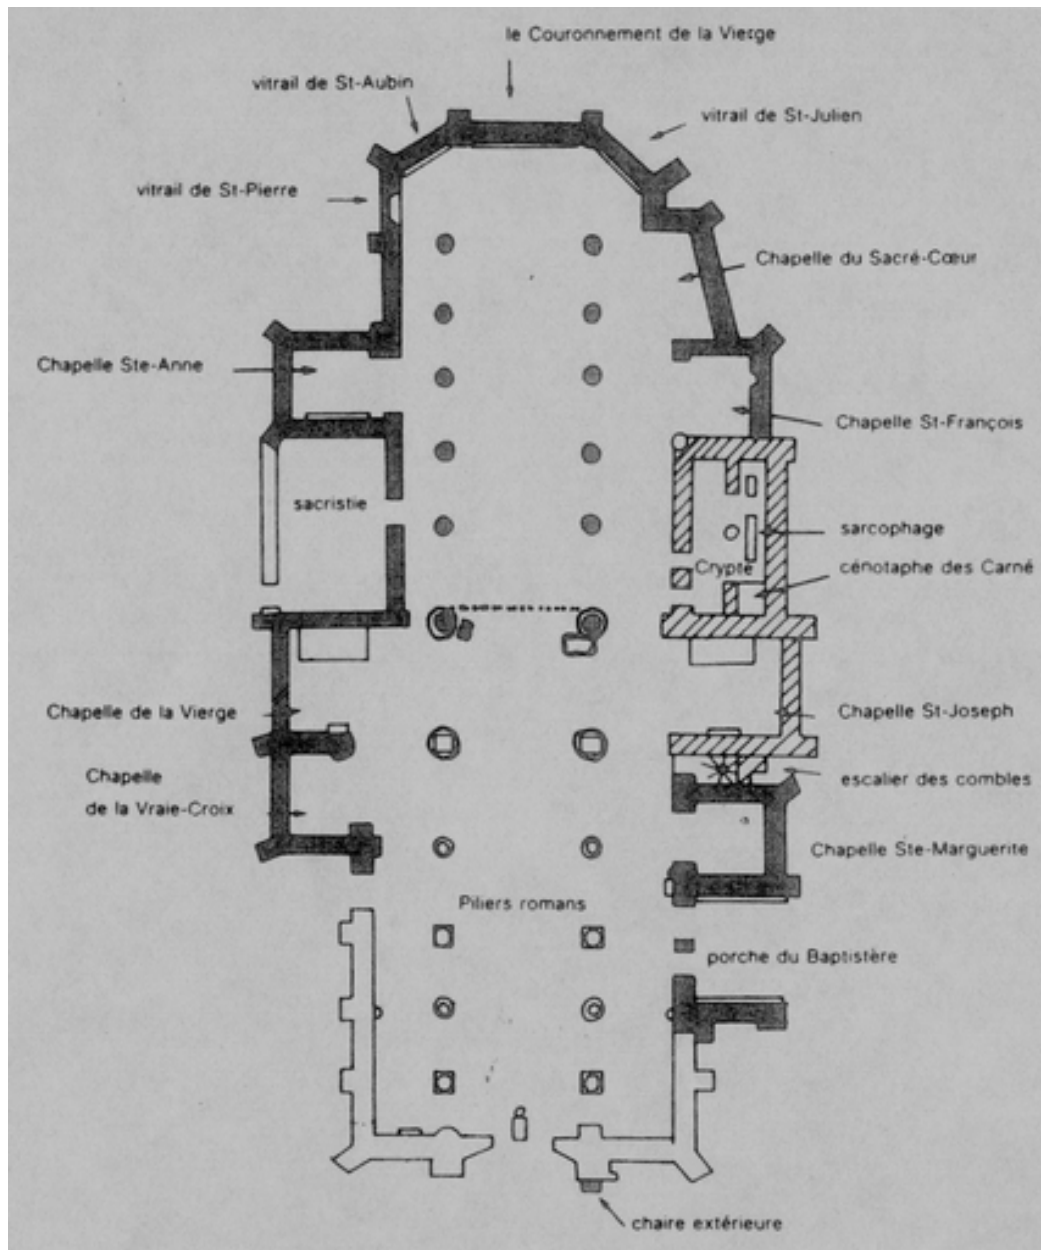 le Couronnement de la Vierge
vitrail de St-Aubin
vitrail de St-Julien
vitrail de St-Pierre
Chapelle du Sacré-Cœur
Chapelle Ste-Anne
Chapelle St-François
sacristie
sarcophage
Crypte
cénotaphe des Carné
Chapelle de la Vierge
Chapelle St-Joseph
Chapelle
de la Vraie-Croix
escalier des combles
Chapelle Ste-Marguerite
Piliers romans
porche du Baptistère
chaire extérieure